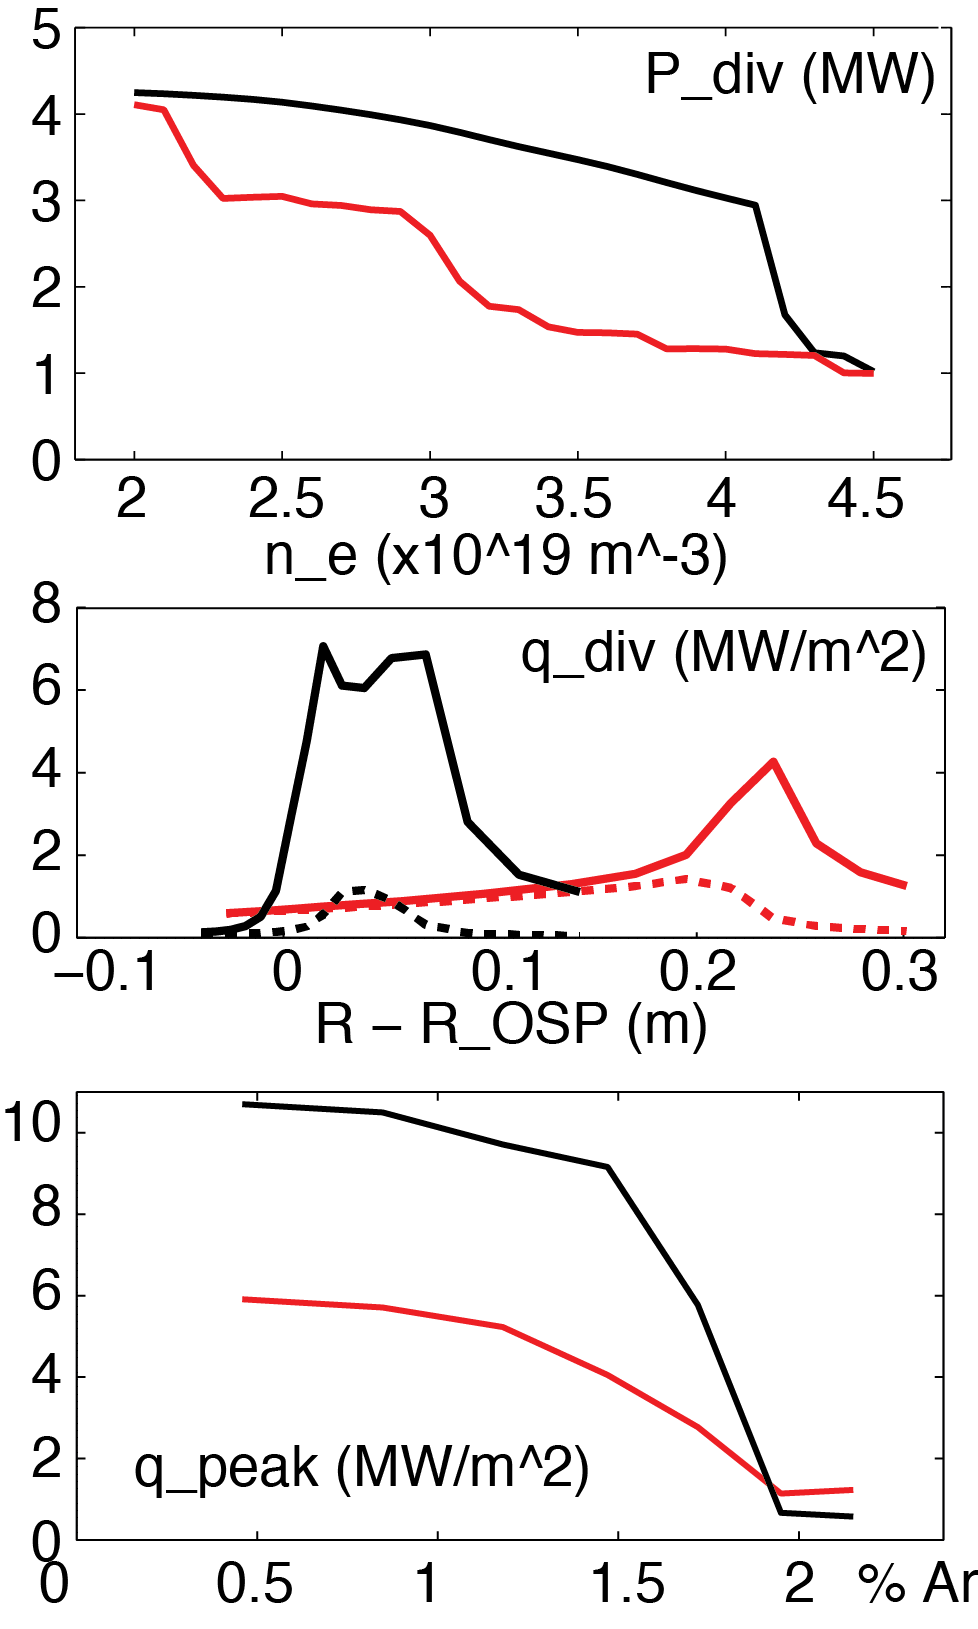 5
P_div (MW)
4
3
2
1
0
2 2.5 3 3.5 4 4.5
n_e (x10^19 m^-3)
8
q_div (MW/m^2)
6
4
2
0
−0.1 0 0.1 0.2 0.3
R − R_OSP (m)
10
8
6
4
q_peak (MW/m^2)
2
0
0 0.5 1 1.5 2 % Ar